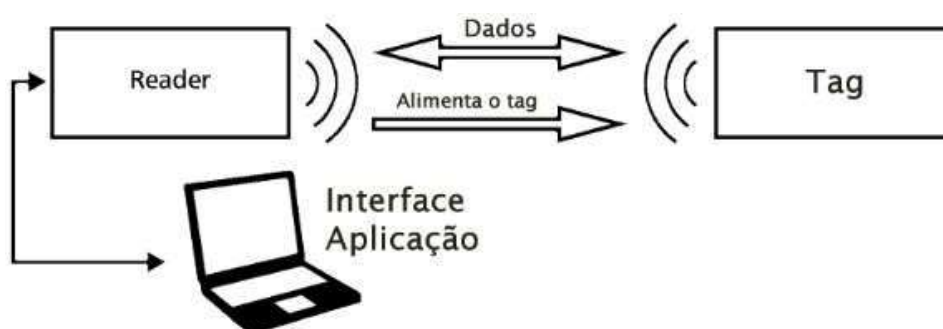 Dados
Reader
Tag
Alimenta o tag
Interface
Aplicação